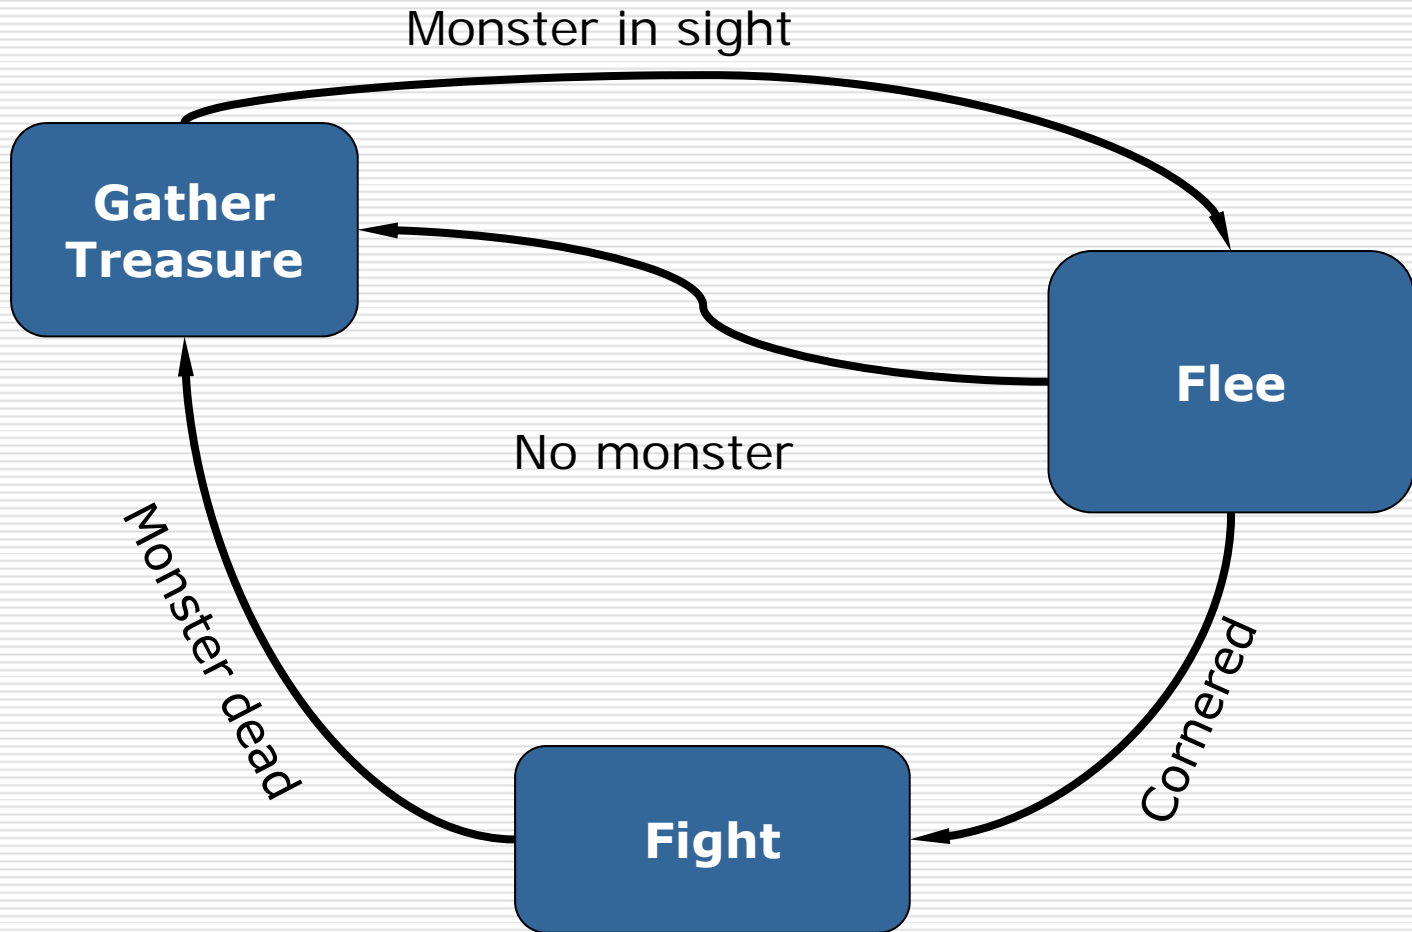 Monster in sight
Gather
Treasure
Flee
No monster
Monster dead
Cornered
Fight